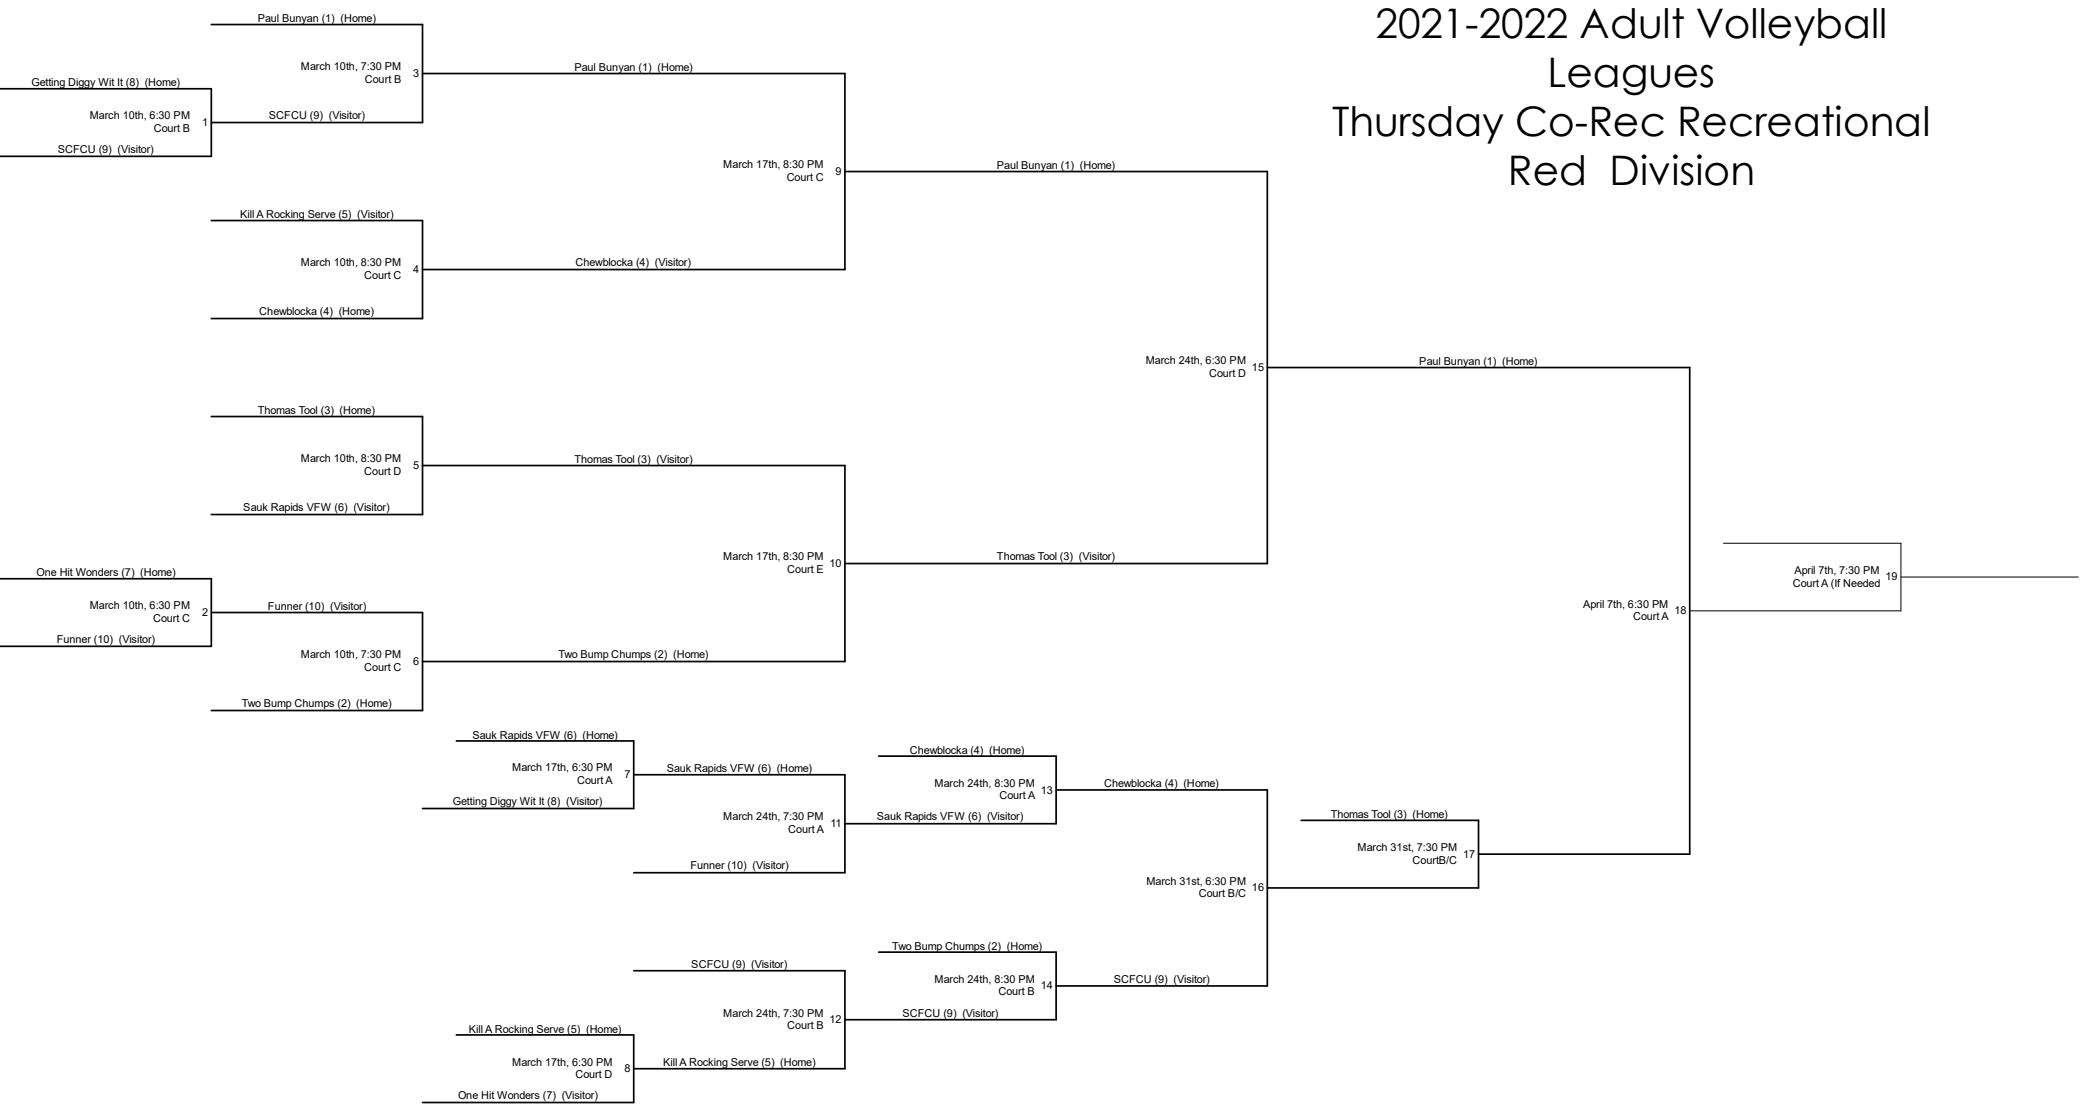 2021-2022 Adult Volleyball
Leagues
Thursday Co-Rec Recreational
Red Division
Paul Bunyan (1) (Home)
March 10th, 7:30 PM
Court B
3
Getting Diggy Wit It (8) (Home)
March 10th, 6:30 PM
Court B
1
SCFCU (9) (Visitor)
SCFCU (9) (Visitor)
Paul Bunyan (1) (Home)
March 17th, 8:30 PM
Court C
9
Kill A Rocking Serve (5) (Visitor)
March 10th, 8:30 PM
Court C
4
Chewblocka (4) (Home)
Chewblocka (4) (Visitor)
Paul Bunyan (1) (Home)
March 24th, 6:30 PM
Court D
15
Thomas Tool (3) (Home)
March 10th, 8:30 PM
Court D
5
Sauk Rapids VFW (6) (Visitor)
Thomas Tool (3) (Visitor)
March 17th, 8:30 PM
Court E
10
One Hit Wonders (7) (Home)
March 10th, 6:30 PM
Court C
2
Funner (10) (Visitor)
Funner (10) (Visitor)
March 10th, 7:30 PM
Court C
6
Two Bump Chumps (2) (Home)
Two Bump Chumps (2) (Home)
Thomas Tool (3) (Visitor)
Paul Bunyan (1) (Home)
April 7th, 6:30 PM
Court A
18
April 7th, 7:30 PM
Court A (If Needed
19
Sauk Rapids VFW (6) (Home)
March 17th, 6:30 PM
Court A
7
Getting Diggy Wit It (8) (Visitor)
Sauk Rapids VFW (6) (Home)
March 24th, 7:30 PM
Court A
11
Funner (10) (Visitor)
Chewblocka (4) (Home)
March 24th, 8:30 PM
Court A
13
Sauk Rapids VFW (6) (Visitor)
Chewblocka (4) (Home)
March 31st, 6:30 PM
Court B/C
16
Thomas Tool (3) (Home)
March 31st, 7:30 PM
CourtB/C
17
SCFCU (9) (Visitor)
March 24th, 7:30 PM
Court B
12
Kill A Rocking Serve (5) (Home)
March 17th, 6:30 PM
Court D
8
One Hit Wonders (7) (Visitor)
Kill A Rocking Serve (5) (Home)
Two Bump Chumps (2) (Home)
March 24th, 8:30 PM
Court B
14
SCFCU (9) (Visitor)
SCFCU (9) (Visitor)